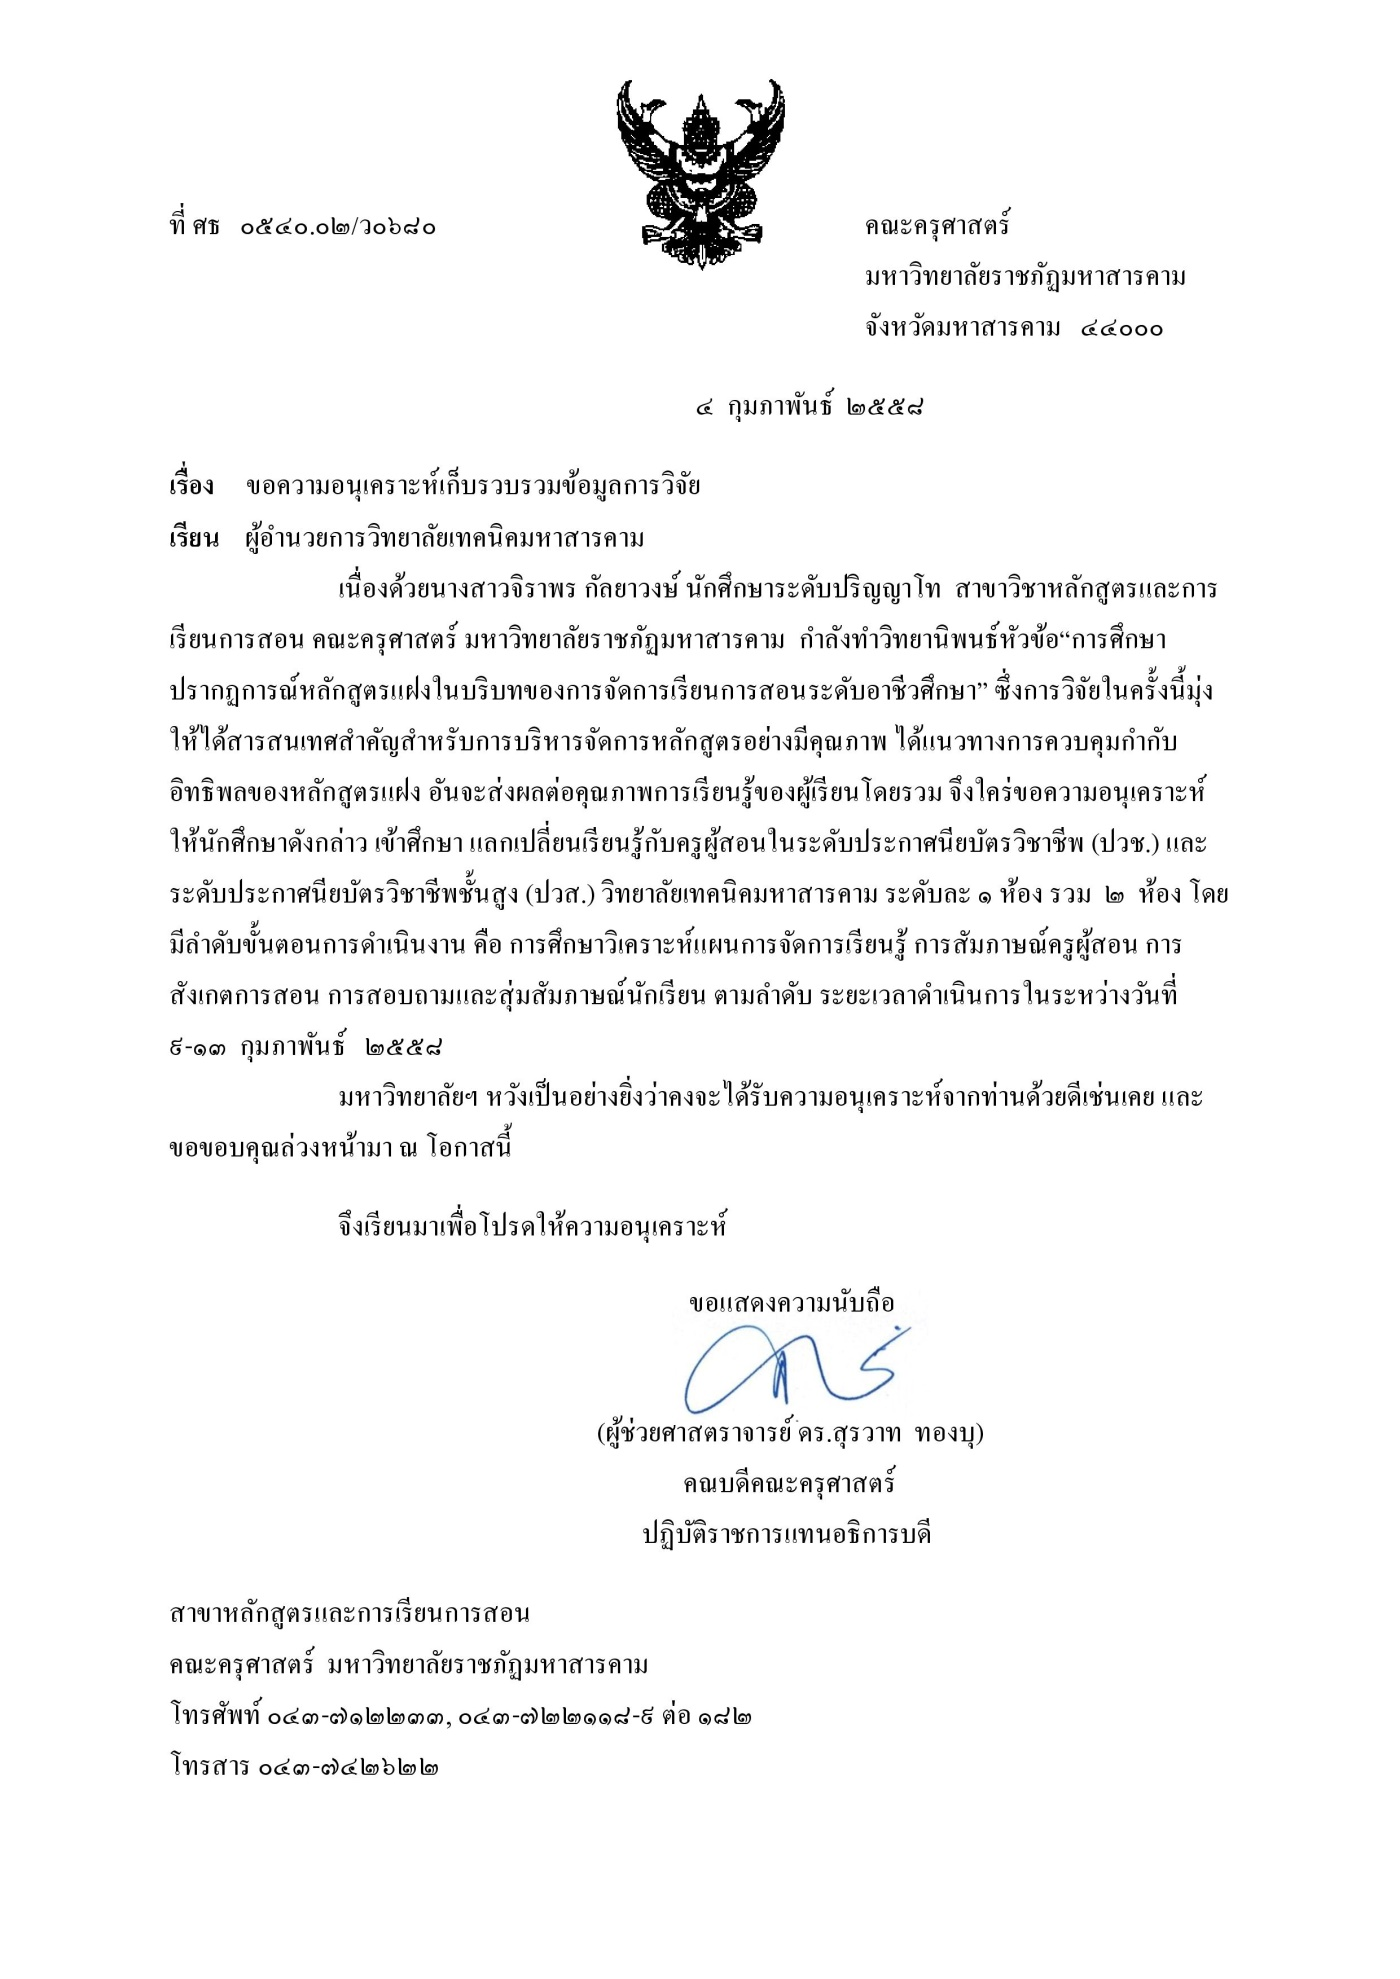 ที่ ศธ ๐๕๔๐.๐๒/ว๐๖๘๐
คณะครุศาสตร์
มหาวิทยาลัยราชภัฏมหาสารคาม
จังหวัดมหาสารคาม ๔๔๐๐๐
๔ กุมภาพันธ์ ๒๕๕๘
เรื่อง ขอความอนุเคราะห์เก็บรวบรวมข้อมูลการวิจัย
เรียน ผู้อำนวยการวิทยาลัยเทคนิคมหาสารคาม
เนื่องด้วยนางสาวจิราพร กัลยาวงษ์ นักศึกษาระดับปริญญาโท สาขาวิชาหลักสูตรและการ
เรียนการสอน คณะครุศาสตร์ มหาวิทยาลัยราชภัฏมหาสารคาม กำลังทำวิทยานิพนธ์หัวข้อ“การศึกษา
ปรากฏการณ์หลักสูตรแฝงในบริบทของการจัดการเรียนการสอนระดับอาชีวศึกษา” ซึ่งการวิจัยในครั้งนี้มุ่ง
ให้ได้สารสนเทศสำคัญสำหรับการบริหารจัดการหลักสูตรอย่างมีคุณภาพ ได้แนวทางการควบคุมกำกับ
อิทธิพลของหลักสูตรแฝง อันจะส่งผลต่อคุณภาพการเรียนรู้ของผู้เรียนโดยรวม จึงใคร่ขอความอนุเคราะห์
ให้นักศึกษาดังกล่าว เข้าศึกษา แลกเปลี่ยนเรียนรู้กับครูผู้สอนในระดับประกาศนียบัตรวิชาชีพ (ปวช.) และ
ระดับประกาศนียบัตรวิชาชีพชั้นสูง (ปวส.) วิทยาลัยเทคนิคมหาสารคาม ระดับละ ๑ ห้อง รวม ๒ ห้อง โดย
มีลำดับขั้นตอนการดำเนินงาน คือ การศึกษาวิเคราะห์แผนการจัดการเรียนรู้ การสัมภาษณ์ครูผู้สอน การ
สังเกตการสอน การสอบถามและสุ่มสัมภาษณ์นักเรียน ตามลำดับ ระยะเวลาดำเนินการในระหว่างวันที่
๙-๑๓ กุมภาพันธ์ ๒๕๕๘
มหาวิทยาลัยฯ หวังเป็นอย่างยิ่งว่าคงจะได้รับความอนุเคราะห์จากท่านด้วยดีเช่นเคย และ
ขอขอบคุณล่วงหน้ามา ณ โอกาสนี้
จึงเรียนมาเพื่อโปรดให้ความอนุเคราะห์
ขอแสดงความนับถือ
(ผู้ช่วยศาสตราจารย์ ดร.สุรวาท ทองบุ)
คณบดีคณะครุศาสตร์
ปฏิบัติราชการแทนอธิการบดี
สาขาหลักสูตรและการเรียนการสอน
คณะครุศาสตร์ มหาวิทยาลัยราชภัฏมหาสารคาม
โทรศัพท์ ๐๔๓-๗๑๒๒๓๓, ๐๔๓-๗๒๒๑๑๘-๙ ต่อ ๑๘๒
โทรสาร ๐๔๓-๗๔๒๖๒๒